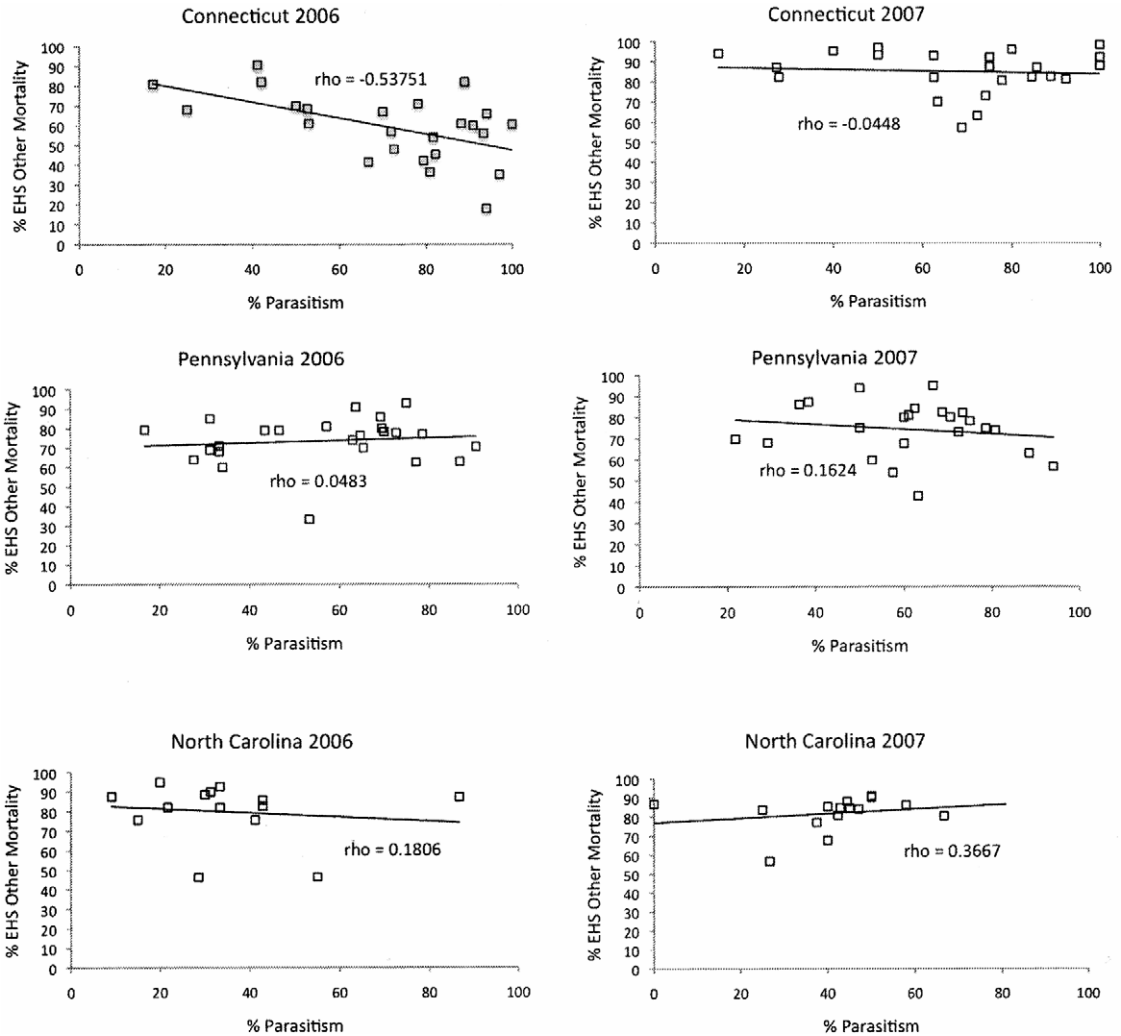 Connecticut 2006
% EHS Other Mortality
100
90
80
70
60
50
40
30
20
10
0
rho = -0.53751
0 20 40 60 80 100
% Parasitism
Connecticut 2007
% EHS Other Mortality
100
90
80
70
60
50
40
30
20
10
0
rho = -0.0448
0 20 40 60 80 100
% Parasitism
Pennsylvania 2006
% EHS Other Mortality
100
90
80
70
60
50
40
30
20
10
0
rho = 0.0483
0 20 40 60 80 100
% Parasitism
Pennsylvania 2007
% EHS Other Mortality
100
90
80
70
60
50
40
30
20
10
0
rho = 0.1624
0 20 40 60 80 100
% Parasitism
North Carolina 2006
% EHS Other Mortality
100
90
80
70
60
50
40
30
20
10
0
rho = 0.1806
0 20 40 60 80 100
% Parasitism
North Carolina 2007
% EHS Other Mortality
100
90
80
70
60
50
40
30
20
10
0
rho = 0.3667
0 20 40 60 80 100
% Parasitism